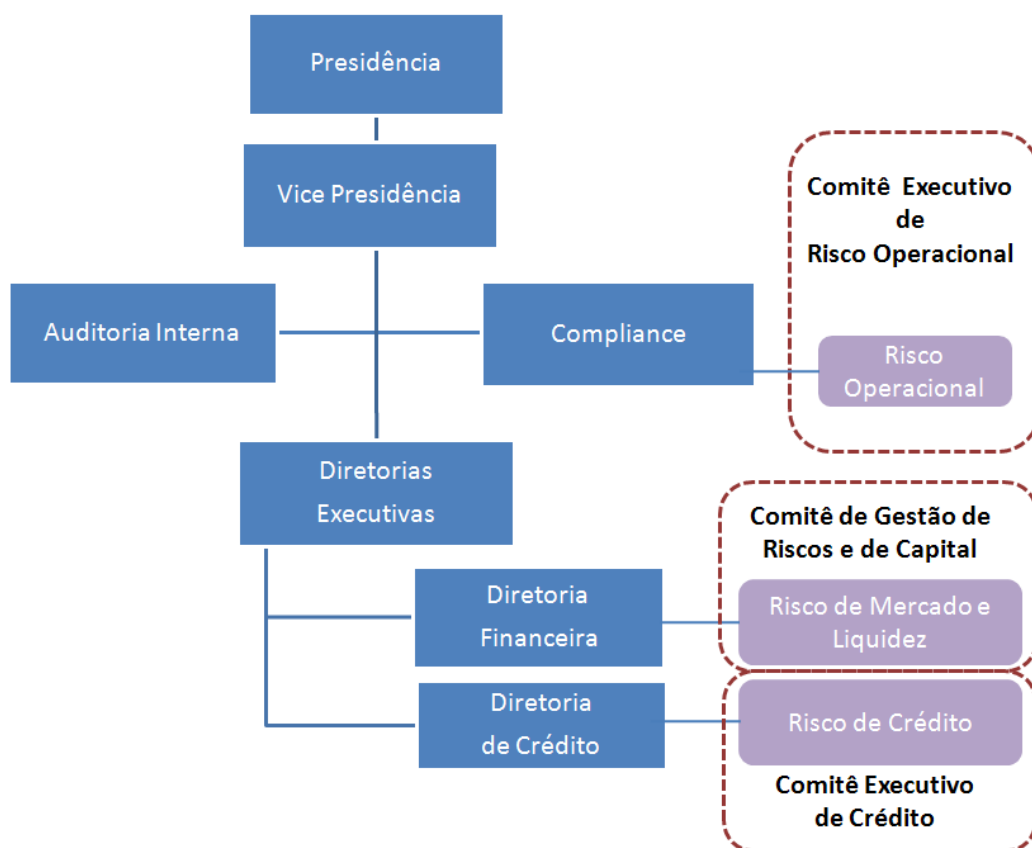 Presidência
Vice Presidência
Comitê Executivo
de
Risco Operacional
Auditoria Interna
Compliance
Risco
Operacional
Diretorias
Executivas
Comitê de Gestão de
Riscos e de Capital
Diretoria
Financeira
Risco de Mercado e
Liquidez
Diretoria
de Crédito
Risco de Crédito
Comitê Executivo
de Crédito